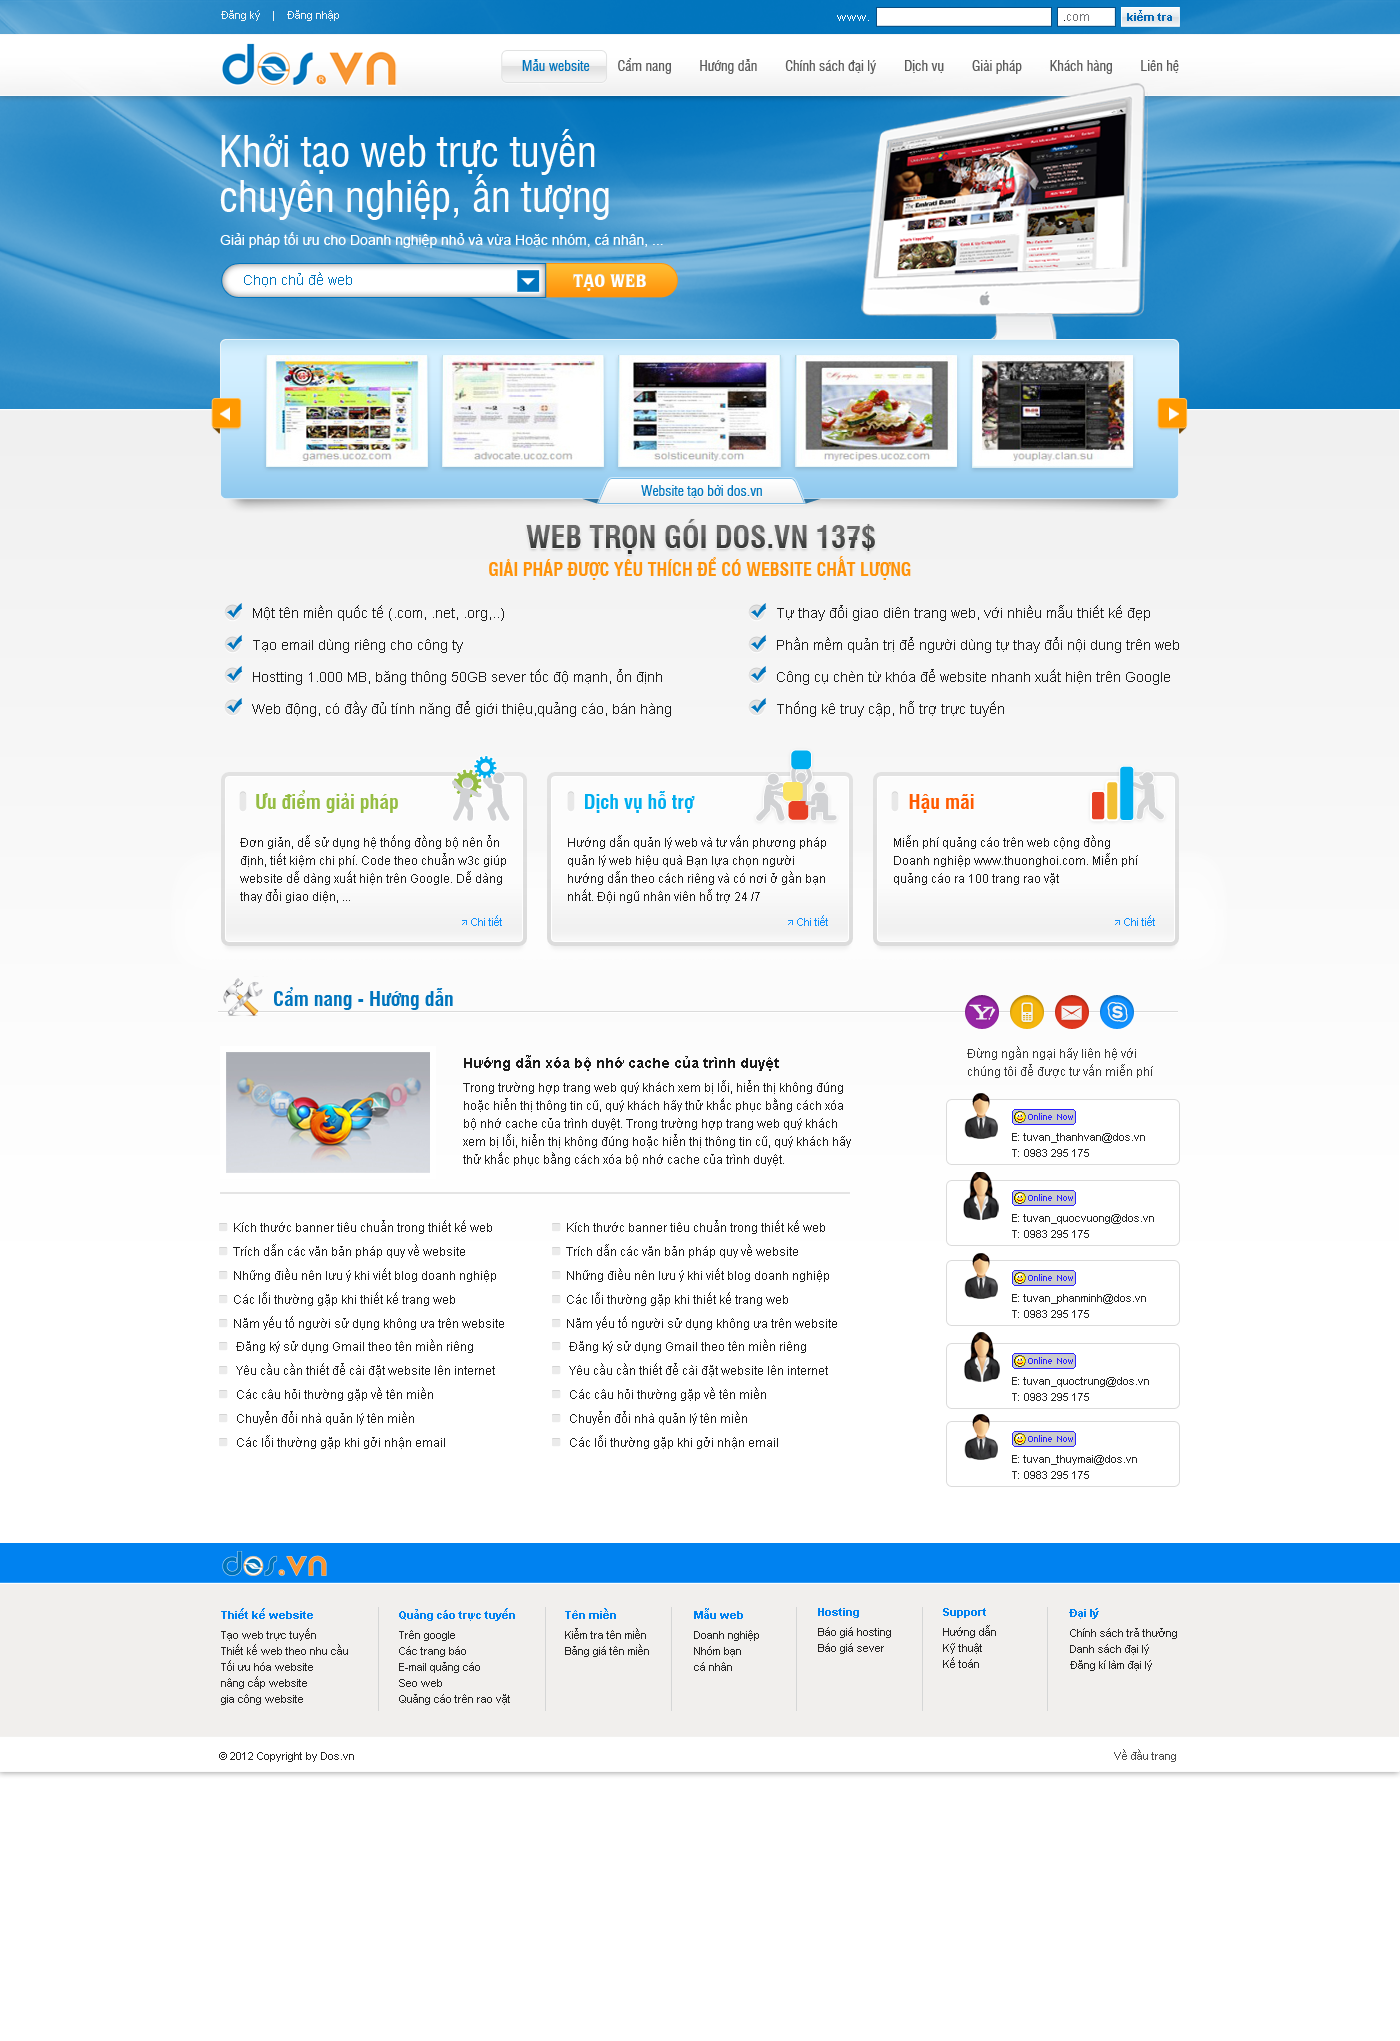 Đăng ký | Đăng nhập
www. .com kiểm tra
dos.vn
Mẫu website Cẩm nang Hướng dẫn Chính sách đại lý Dịch vụ Giải pháp Khách hàng Liên hệ
Khởi tạo web trực tuyến
chuyên nghiệp, ấn tượng
Giải pháp tối ưu cho Doanh nghiệp nhỏ và vừa Hoặc nhóm, cá nhân, ...
Chọn chủ đề web
TẠO WEB
games.ucoz.com advocate.ucoz.com solsticeunity.com myrecipes.ucoz.com youplay.clan.su
Website tạo bởi dos.vn
WEB TRỌN GÓI DOS.VN 137$
GIẢI PHÁP ĐƯỢC YÊU THÍCH ĐỂ CÓ WEBSITE CHẤT LƯỢNG
Một tên miền quốc tế (.com, .net, .org,..)
Tạo email dùng riêng cho công ty
Hostting 1.000 MB, băng thông 50GB sever tốc độ mạnh, ổn định
Web động, có đầy đủ tính năng để giới thiệu,quảng cáo, bán hàng
Tự thay đổi giao diên trang web, với nhiều mẫu thiết kế đẹp
Phần mềm quản trị để người dùng tự thay đổi nội dung trên web
Công cụ chèn từ khóa để website nhanh xuất hiện trên Google
Thống kê truy cập, hỗ trợ trực tuyến
Ưu điểm giải pháp
Đơn giản, dễ sử dụng hệ thống đồng bộ nên ổn
định, tiết kiệm chi phí. Code theo chuẩn w3c giúp
website dễ dàng xuất hiện trên Google. Dể dàng
thay đổi giao diện, ...
Chi tiết
Dịch vụ hỗ trợ
Hướng dẫn quản lý web và tư vấn phương pháp
quản lý web hiệu quả Bạn lựa chọn người
hướng dẫn theo cách riêng và có nơi ở gần bạn
nhất. Đội ngũ nhân viên hỗ trợ 24 /7
Chi tiết
Hậu mãi
Miễn phí quảng cáo trên web cộng đồng
Doanh nghiệp www.thuonghoi.com. Miễn phí
quảng cáo ra 100 trang rao vặt
Chi tiết
Cẩm nang - Hướng dẫn
Hướng dẫn xóa bộ nhớ cache của trình duyệt
Trong trường hợp trang web quý khách xem bị lỗi, hiển thị không đúng
hoặc hiển thị thông tin cũ, quý khách hãy thử khắc phục bằng cách xóa
bộ nhớ cache của trình duyệt. Trong trường hợp trang web quý khách
xem bị lỗi, hiển thị không đúng hoặc hiển thị thông tin cũ, quý khách hãy
thử khắc phục bằng cách xóa bộ nhớ cache của trình duyệt.
Kích thước banner tiêu chuẩn trong thiết kế web
Trích dẫn các văn bản pháp quy về website
Những điều nên lưu ý khi viết blog doanh nghiệp
Các lỗi thường gặp khi thiết kế trang web
Năm yếu tố người sử dụng không ưa trên website
Đăng ký sử dụng Gmail theo tên miền riêng
Yêu cầu cần thiết để cài đặt website lên internet
Các câu hỏi thường gặp về tên miền
Chuyển đổi nhà quản lý tên miền
Các lỗi thường gặp khi gởi nhận email
Kích thước banner tiêu chuẩn trong thiết kế web
Trích dẫn các văn bản pháp quy về website
Những điều nên lưu ý khi viết blog doanh nghiệp
Các lỗi thường gặp khi thiết kế trang web
Năm yếu tố người sử dụng không ưa trên website
Đăng ký sử dụng Gmail theo tên miền riêng
Yêu cầu cần thiết để cài đặt website lên internet
Các câu hỏi thường gặp về tên miền
Chuyển đổi nhà quản lý tên miền
Các lỗi thường gặp khi gởi nhận email
Đừng ngần ngại hãy liên hệ với
chúng tôi để được tư vấn miễn phí
Online Now
E: tuvan_thanhvan@dos.vn
T: 0983 295 175
Online Now
E: tuvan_quocvuong@dos.vn
T: 0983 295 175
Online Now
E: tuvan_phanminh@dos.vn
T: 0983 295 175
Online Now
E: tuvan_quoctrung@dos.vn
T: 0983 295 175
Online Now
E: tuvan_thuymai@dos.vn
T: 0983 295 175
dos.vn
Thiết kế website
Tạo web trực tuyến
Thiết kế web theo nhu cầu
Tối ưu hóa website
nâng cấp website
gia công website
Quảng cáo trực tuyến
Trên google
Các trang báo
E-mail quảng cáo
Seo web
Quảng cáo trên rao vặt
Tên miền
Kiểm tra tên miền
Bảng giá tên miền
Mẫu web
Doanh nghiệp
Nhóm bạn
cá nhân
Hosting
Báo giá hosting
Báo giá sever
Support
Hướng dẫn
Kỹ thuật
Kế toán
Đại lý
Chính sách trả thưởng
Danh sách đại lý
Đăng kí làm đại lý
© 2012 Copyright by Dos.vn
Về đầu trang